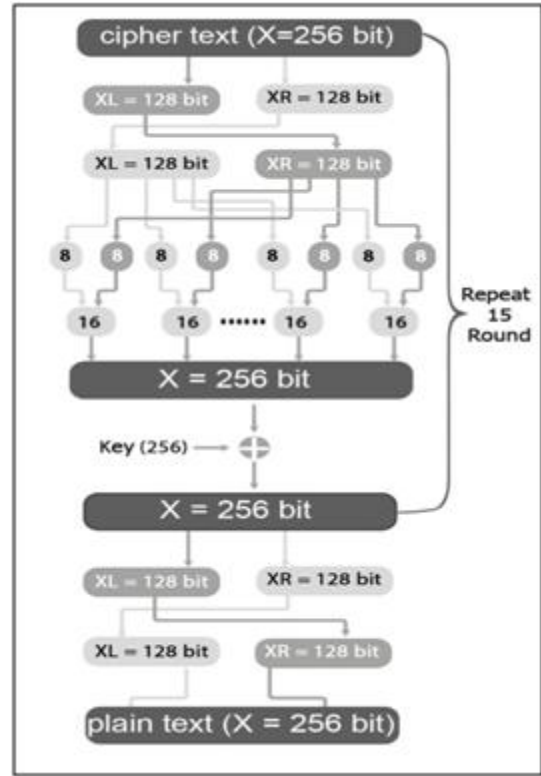 cipher text (X=256 bit)
XL = 128 bit XR = 128 bit
XL = 128 bit XR = 128 bit
8 8 8 8 8 8 8 8
16 16 •••••• 16 16
X = 256 bit
Key (256)
X = 256 bit
XL = 128 bit XR = 128 bit
XL = 128 bit XR = 128 bit
plain text (X = 256 bit)
Repeat
15
Round